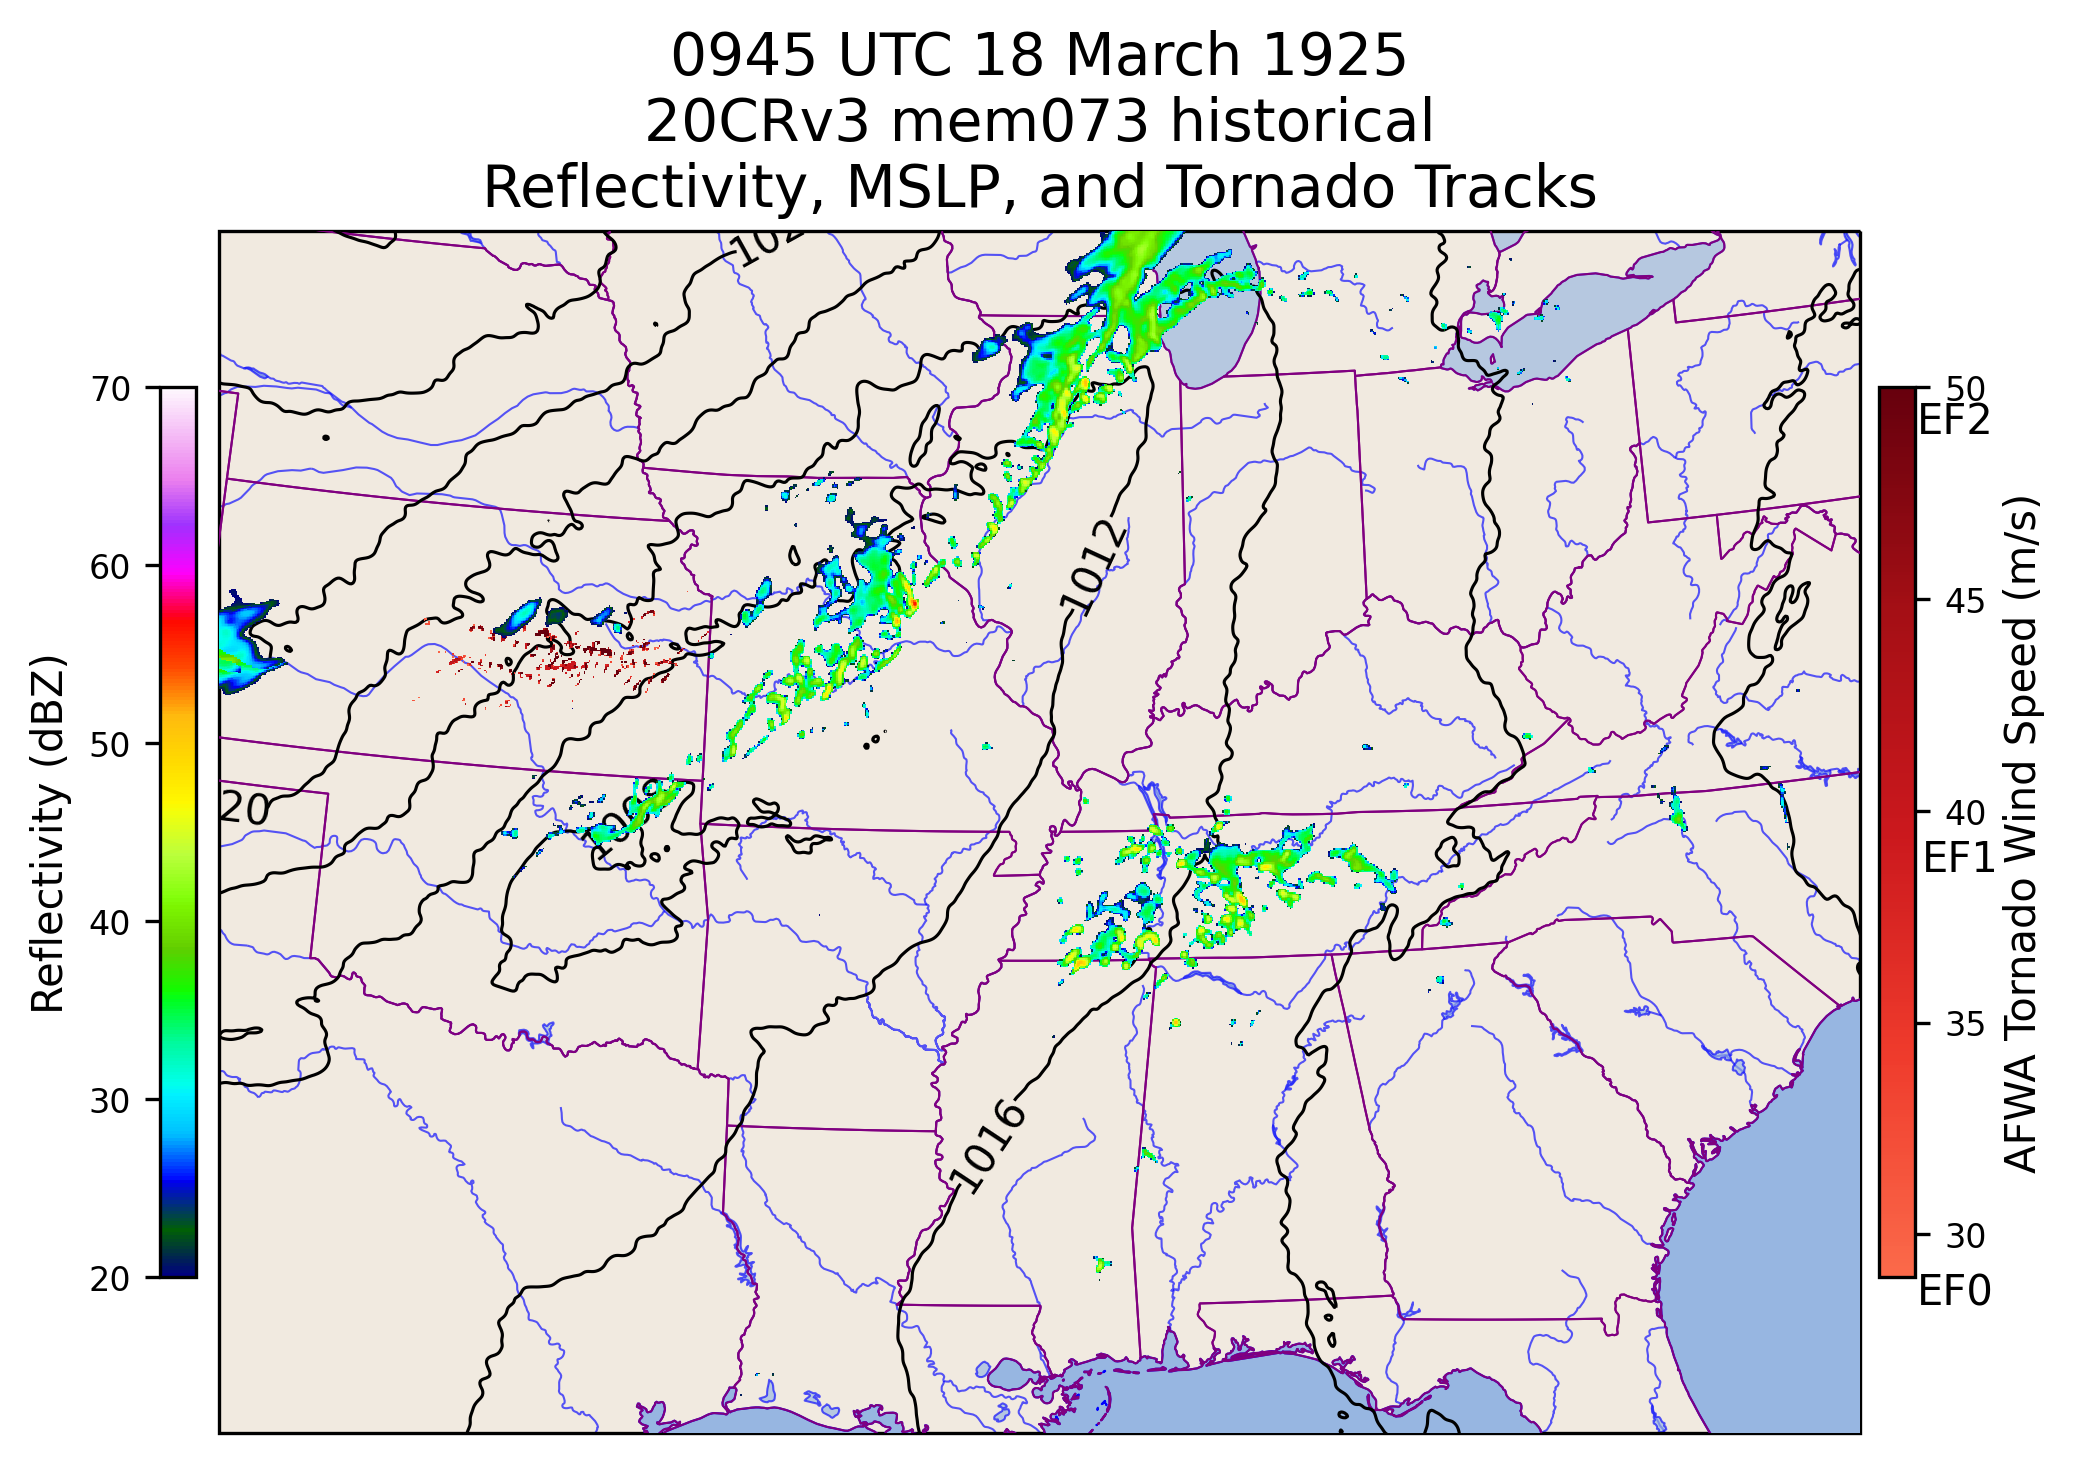 0945 UTC 18 March 1925
20CRv3 mem073 historical
Reflectivity, MSLP, and Tornado Tracks
70
60
50
40
30
20
Reflectivity (dBZ)
1012
1016
20
50
EF2
45
40
EF1
35
30
EF0
AFWA Tornado Wind Speed (m/s)